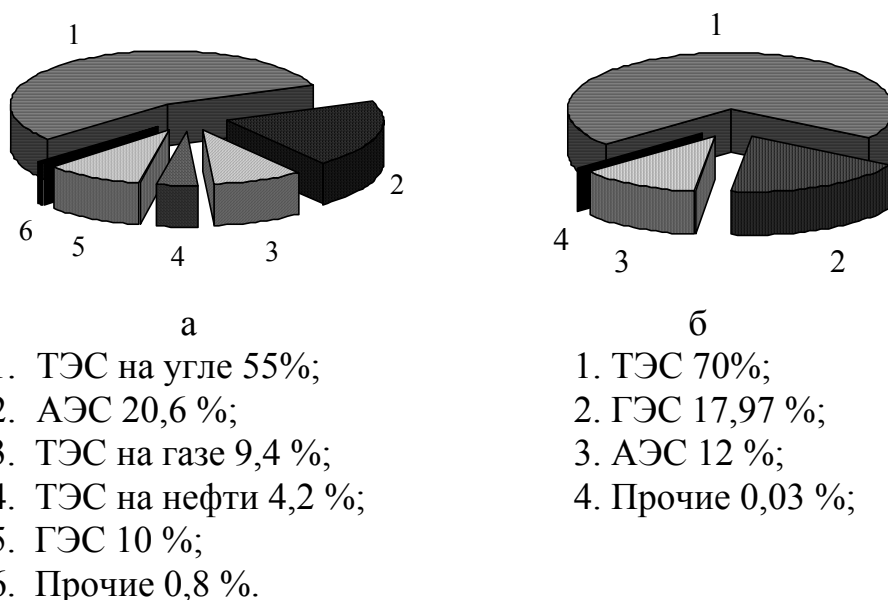 1
2
3
4
5
6
1
2
3
4
а
1. ТЭС на угле 55%;
2. АЭС 20,6 %;
3. ТЭС на газе 9,4 %;
4. ТЭС на нефти 4,2 %;
5. ГЭС 10 %;
6. Прочие 0,8 %.
б
1. ТЭС 70%;
2. ГЭС 17,97 %;
3. АЭС 12 %;
4. Прочие 0,03 %;